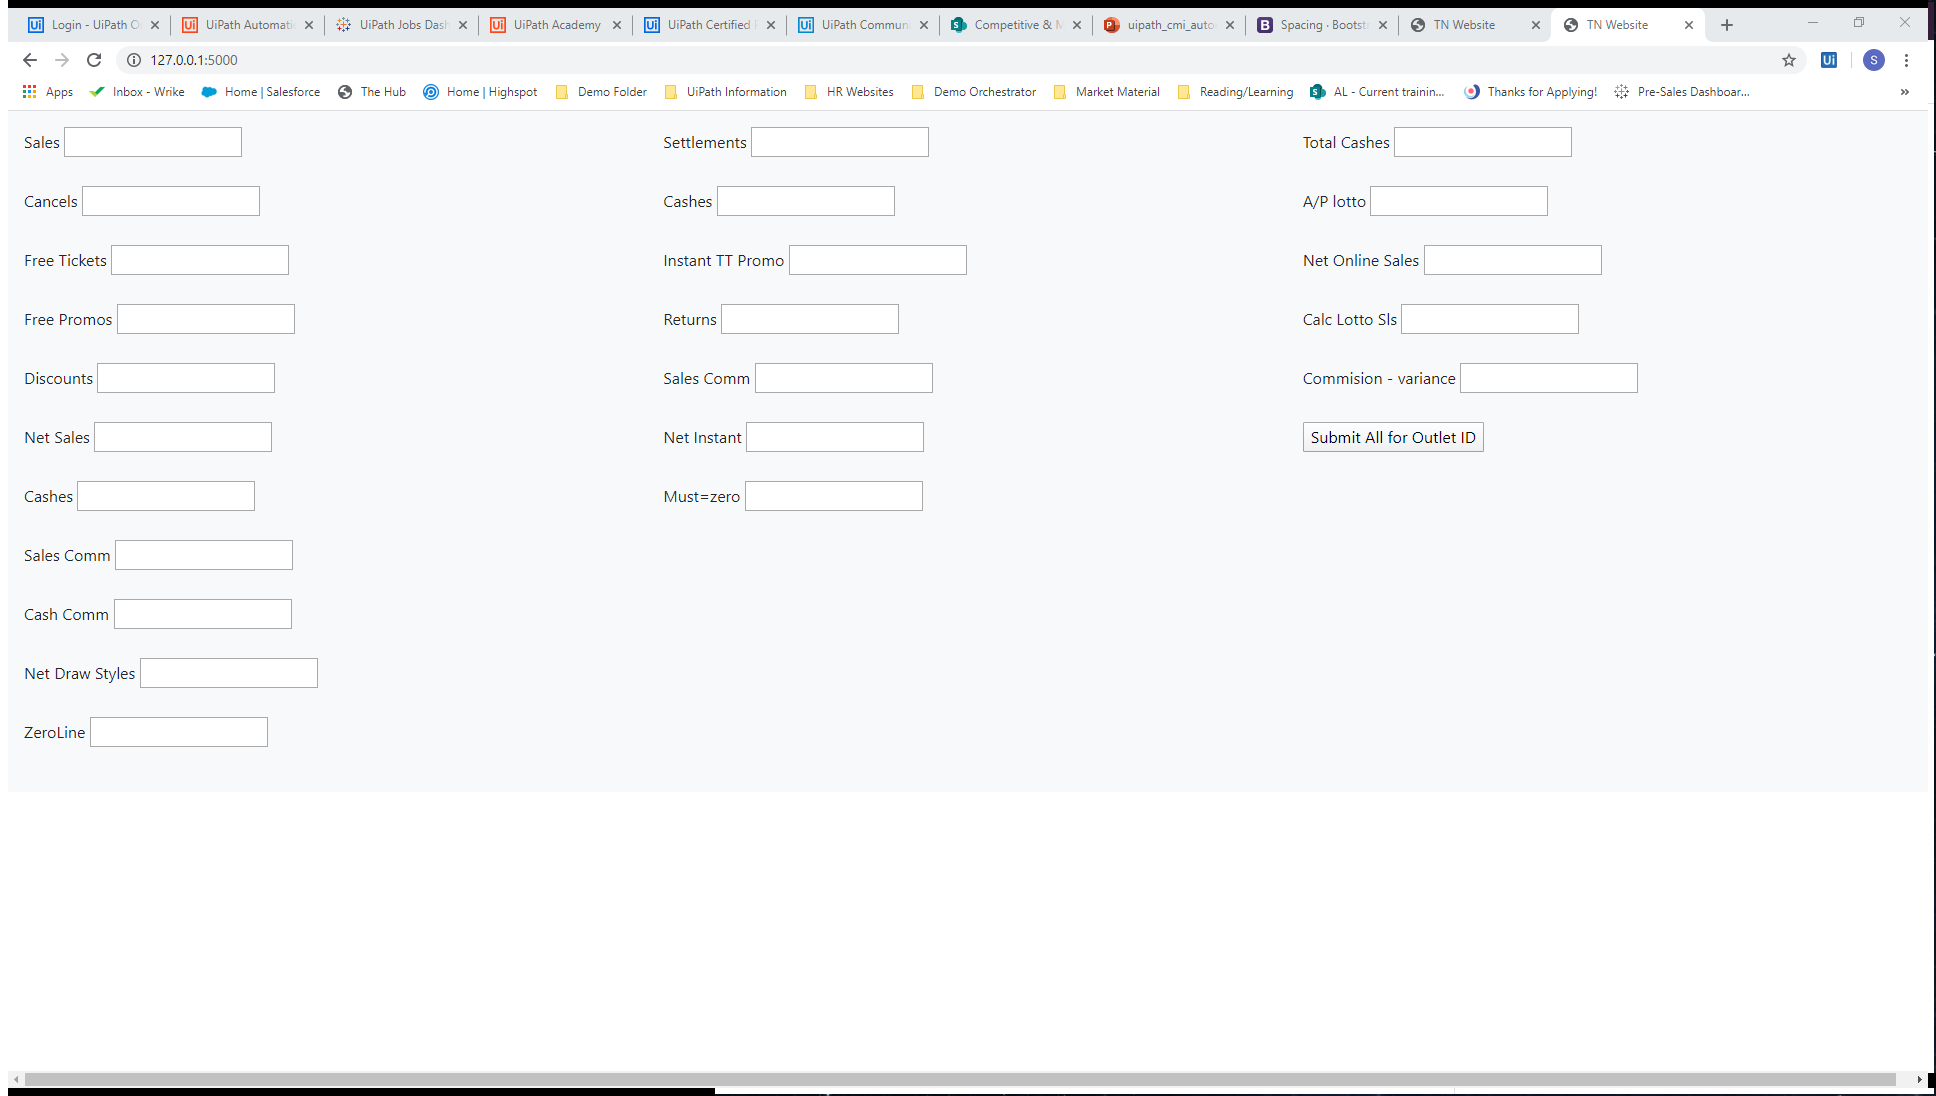 Login - UiPath O
UiPath Automati
UiPath Jobs Dash
UiPath Academy
UiPath Certified
UiPath Commun
Competitive & M
uipath_cmi_auto
Spacing · Bootstr
TN Website
TN Website
127.0.0.1:5000
Apps
Inbox - Wrike
Home | Salesforce
The Hub
Home | Highspot
Demo Folder
UiPath Information
HR Websites
Demo Orchestrator
Market Material
Reading/Learning
AL - Current trainin...
Thanks for Applying!
Pre-Sales Dashboar...
»
Sales
Settlements
Total Cashes
Cancels
Cashes
A/P lotto
Free Tickets
Instant TT Promo
Net Online Sales
Free Promos
Returns
Calc Lotto Sls
Discounts
Sales Comm
Commision - variance
Net Sales
Net Instant
Submit All for Outlet ID
Cashes
Must=zero
Sales Comm
Cash Comm
Net Draw Styles
ZeroLine